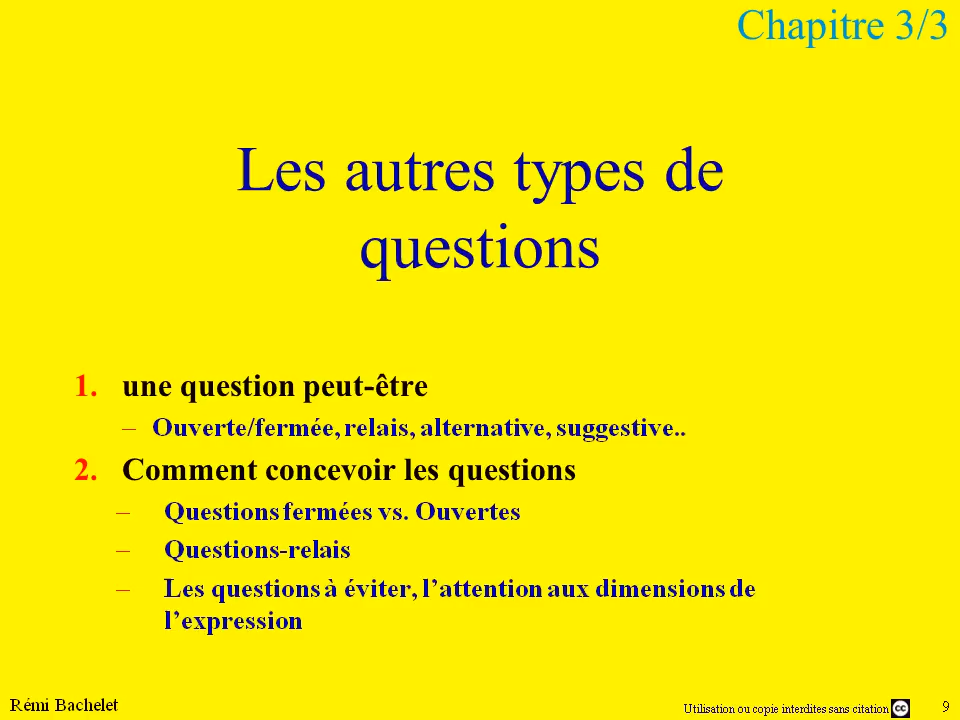 Chapitre 3/3
Les autres types de
questions
1. une question peut-être
– Ouverte/fermée, relais, alternative, suggestive..
2. Comment concevoir les questions
– Questions fermées vs. Ouvertes
– Questions-relais
– Les questions à éviter, l’attention aux dimensions de
l’expression
Rémi Bachelet
Utilisation ou copie interdites sans citation cc
9